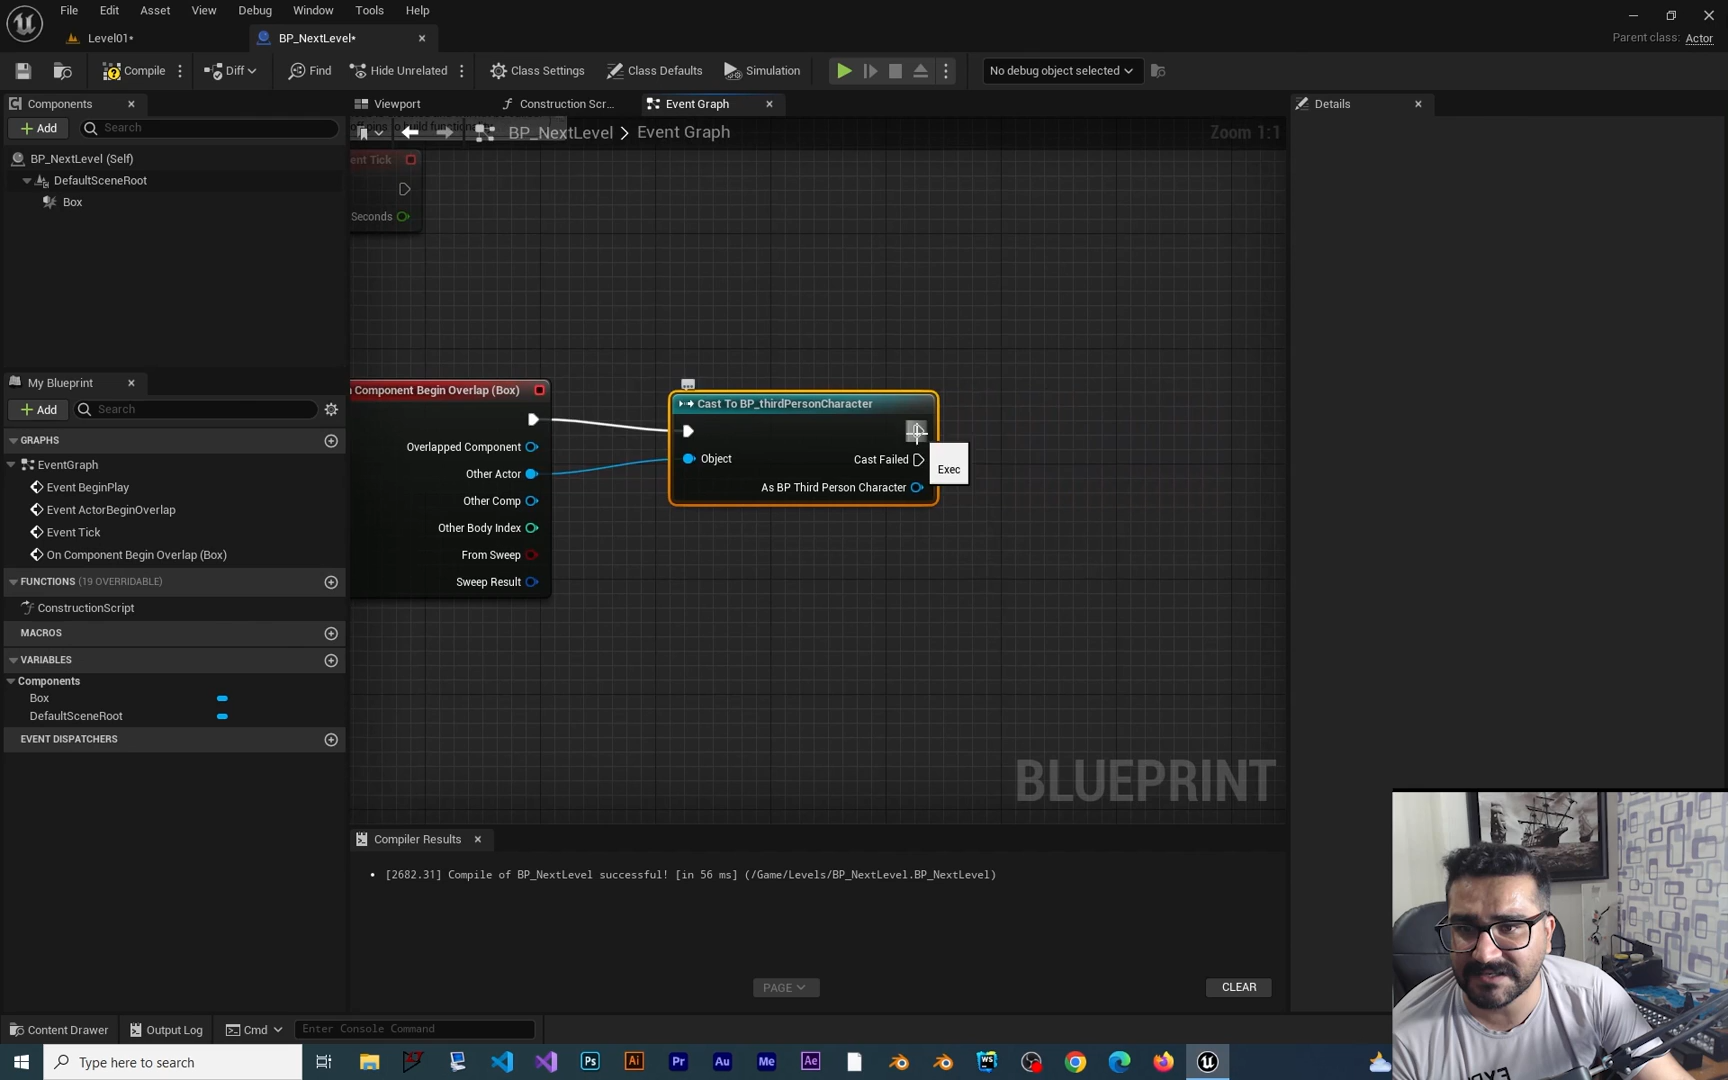 File Edit Asset View Debug Window Tools Help
Level01*
BP_NextLevel*
Parent class: Actor
Compile
Diff
Find
Hide Unrelated
Class Settings
Class Defaults
Simulation
No debug object selected
Components
Viewport
Construction Scr...
Event Graph
Details
Add
Search
BP_NextLevel > Event Graph
Zoom 1:1
BP_NextLevel (Self)
DefaultSceneRoot
Box
ent Tick
Seconds
My Blueprint
Add
Search
GRAPHS
EventGraph
Event BeginPlay
Event ActorBeginOverlap
Event Tick
On Component Begin Overlap (Box)
FUNCTIONS (19 OVERRIDABLE)
ConstructionScript
MACROS
VARIABLES
Components
Box
DefaultSceneRoot
EVENT DISPATCHERS
Component Begin Overlap (Box)
Overlapped Component
Other Actor
Other Comp
Other Body Index
From Sweep
Sweep Result
Cast To BP_thirdPersonCharacter
Object
Cast Failed
As BP Third Person Character
Exec
BLUEPRINT
Compiler Results
[2682.31] Compile of BP_NextLevel successful! [in 56 ms] (/Game/Levels/BP_NextLevel.BP_NextLevel)
PAGE
CLEAR
Content Drawer
Output Log
Cmd
Enter Console Command
Type here to search
Ps
Ai
Pr
Au
Me
Ae
WS